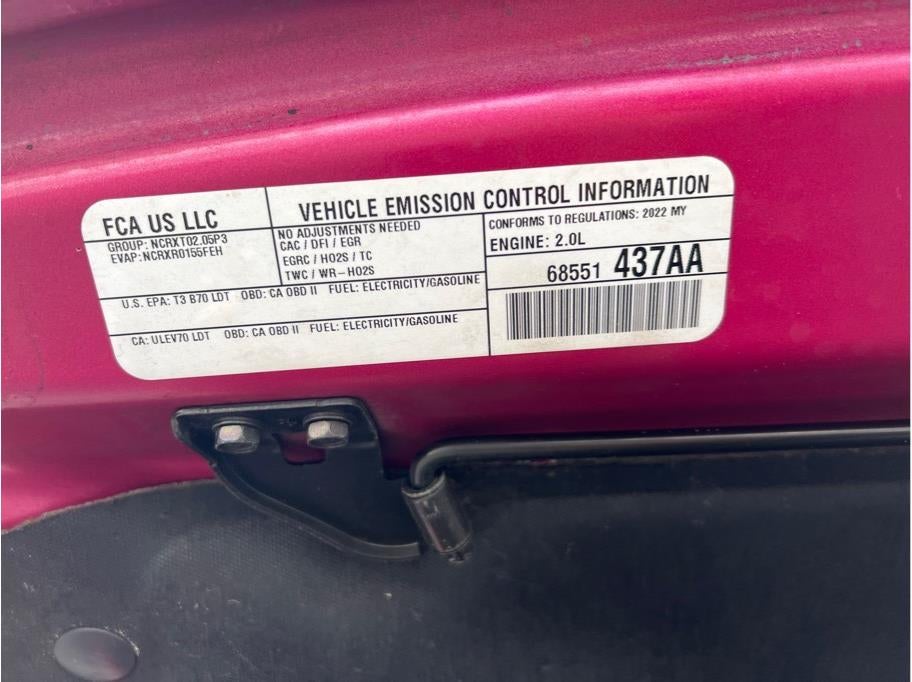 FCA US LLC
GROUP: NCRXT02.05P3
EVAP: NCRXR0155FEH
VEHICLE EMISSION CONTROL INFORMATION
NO ADJUSTMENTS NEEDED
CAC / DFI / EGR
EGRC / HO2S / TC
TWC / WR-HO2S
CONFORMS TO REGULATIONS: 2022 MY
ENGINE: 2.0L
68551 437AA
U.S. EPA: T3 B70 LDT OBD: CA OBD II FUEL: ELECTRICITY/GASOLINE
CA: ULEV70 LDT OBD: CA OBD II FUEL: ELECTRICITY/GASOLINE